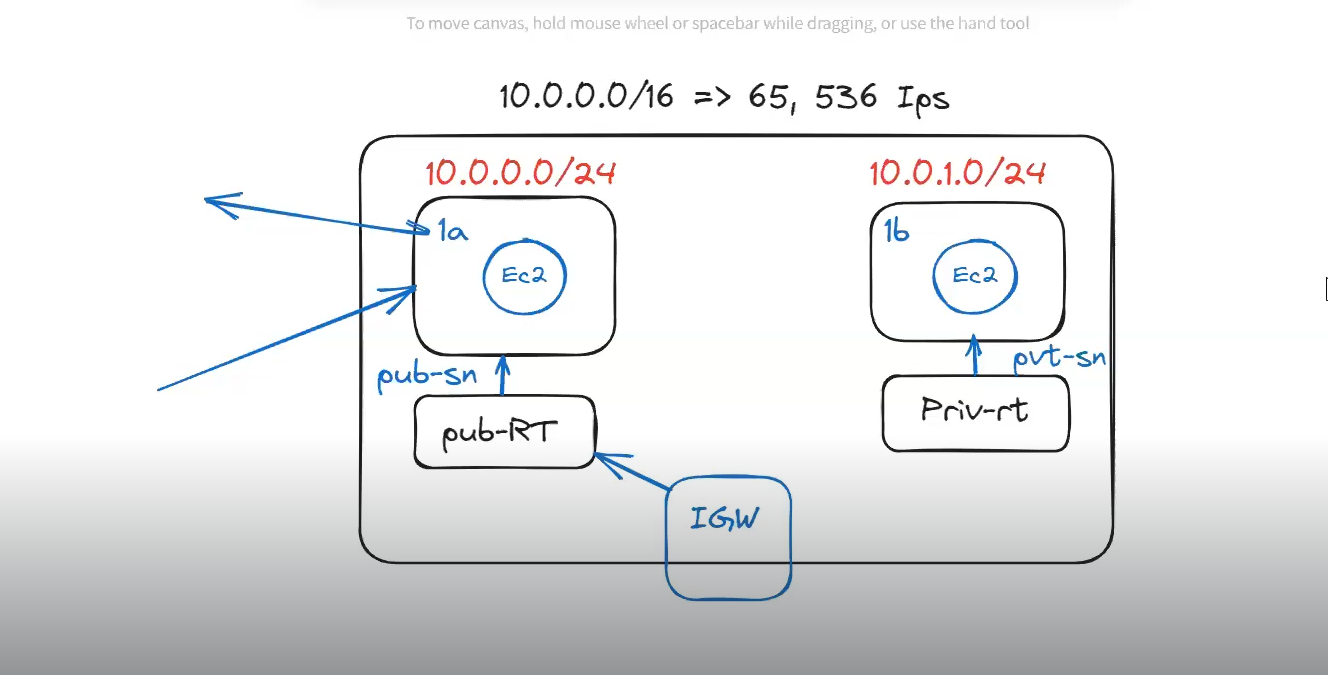 To move canvas, hold mouse wheel or spacebar while dragging, or use the hand tool
10.0.0.0/16 => 65, 536 Ips
10.0.0.0/24
10.0.1.0/24
1a
Ec2
1b
Ec2
pub-sn
pvt-sn
pub-RT
Priv-rt
IGW